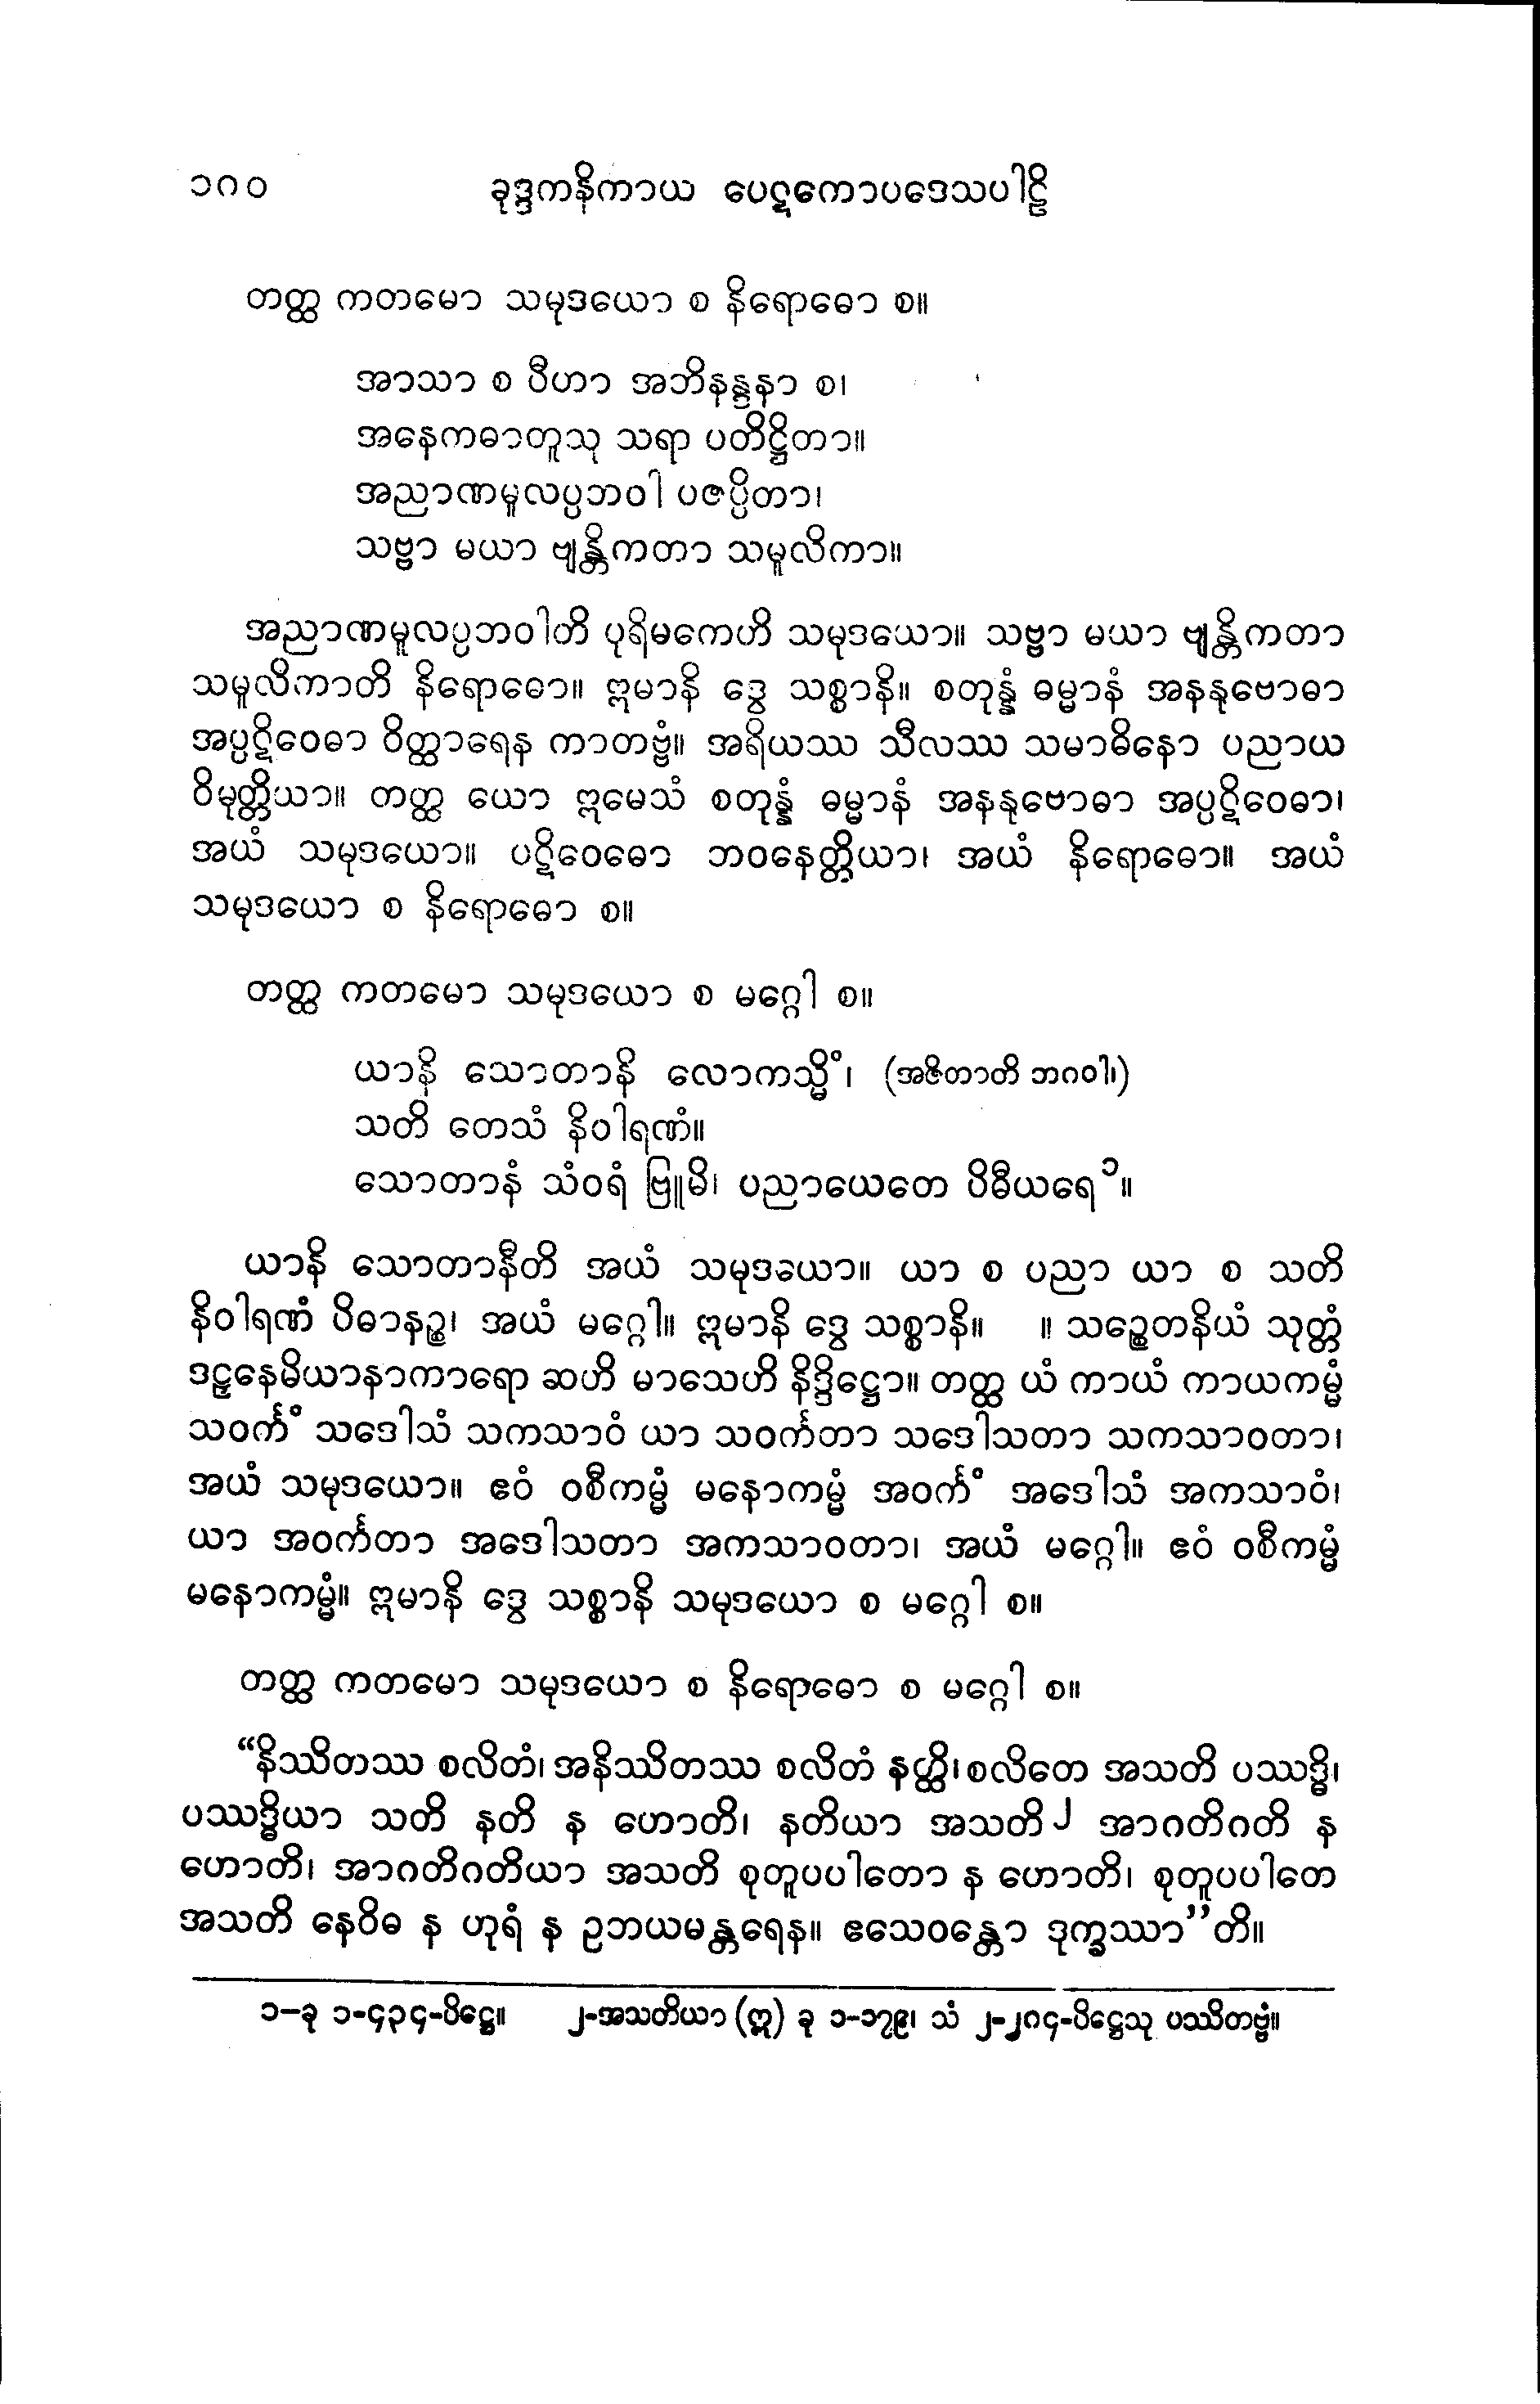 ၁၈၀ ခုဒ္ဒကနိကာယ ပေဋကောပဒေသပါဠိ
တတ္ထ ကတမော သမုဒယော စ နိရောဓော စ။
အာသာ စ ပီဟာ အဘိနန္ဒနာ စ၊
အနေကဓာတူသု သရာ ပတိဋ္ဌိတာ။
အညာဏမူလပ္ပဘဝါ ပဇပ္ပိတာ၊
သဗ္ဗာ မယာ ဗျန္တိကတာ သမူလိကာ။
အညာဏမူလပ္ပဘဝါတိ ပုရိမကေဟိ သမုဒယော။ သဗ္ဗာ မယာ ဗျန္တိကတာ
သမူလိကာတိ နိရောဓော။ ဣမာနိ ဒွေ သစ္စာနိ။ စတုန္နံ ဓမ္မာနံ အနနုဗောဓာ
အပ္ပဋိဝေဓာ ဝိတ္ထာရေန ကာတဗ္ဗံ။ အရိယဿ သီလဿ သမာဓိနော ပညာယ
ဝိမုတ္တိယာ။ တတ္ထ ယော ဣမေသံ စတုန္နံ ဓမ္မာနံ အနနုဗောဓာ အပ္ပဋိဝေဓာ၊
အယံ သမုဒယော။ ပဋိဝေဓော ဘဝနေတ္တိယာ၊ အယံ နိရောဓော။ အယံ
သမုဒယော စ နိရောဓော စ။
တတ္ထ ကတမော သမုဒယော စ မဂ္ဂေါ စ။
ယာနိ သောတာနိ လောကသ္မိံ၊ (အဇိတာတိ ဘဂဝါ၊)
သတိ တေသံ နိဝါရဏံ။
သောတာနံ သံဝရံ ဗြူမိ၊ ပညာယေတေ ပိဓီယရေ၁။
ယာနိ သောတာနီတိ အယံ သမုဒယော။ ယာ စ ပညာ ယာ စ သတိ
နိဝါရဏံ ပိဓာနဉ္စ၊ အယံ မဂ္ဂေါ။ ဣမာနိ ဒွေ သစ္စာနိ။ ။ သဉ္စေတနိယံ သုတ္တံ
ဒဠှနေမိယာနာကာရော ဆဟိ မာသေဟိ နိဒ္ဒိဋ္ဌော။ တတ္ထ ယံ ကာယံ ကာယကမ္မံ
သဝင်္ကံ သဒေါသံ သကသာဝံ ယာ သဝင်္ကတာ သဒေါသတာ သကသာဝတာ၊
အယံ သမုဒယော။ ဧဝံ ဝစီကမ္မံ မနောကမ္မံ အဝင်္ကံ အဒေါသံ အကသာဝံ၊
ယာ အဝင်္ကတာ အဒေါသတာ အကသာဝတာ၊ အယံ မဂ္ဂေါ။ ဧဝံ ဝစီကမ္မံ
မနောကမ္မံ။ ဣမာနိ ဒွေ သစ္စာနိ သမုဒယော စ မဂ္ဂေါ စ။
တတ္ထ ကတမော သမုဒယော စ နိရောဓော စ မဂ္ဂေါ စ။
“နိဿိတဿ စလိတံ၊ အနိဿိတဿ စလိတံ နတ္ထိ၊ စလိတေ အသတိ ပဿဒ္ဓိ၊
ပဿဒ္ဓိယာ သတိ နတိ န ဟောတိ၊ နတိယာ အသတိ၂ အာဂတိဂတိ န
ဟောတိ၊ အာဂတိဂတိယာ အသတိ စုတူပပါတော န ဟောတိ၊ စုတူပပါတေ
အသတိ နေဝိဓ န ဟုရံ န ဥဘယမန္တရေန။ ဧသေဝန္တော ဒုက္ခဿာ”တိ။
၁-ခု ၁-၄၃၄-ပိဋ္ဌေ။ ၂-အသတိယာ (ဣ) ခု ၁-၁၇၉၊ သံ ၂-၂၈၄-ပိဋ္ဌေသု ပဿိတဗ္ဗံ။